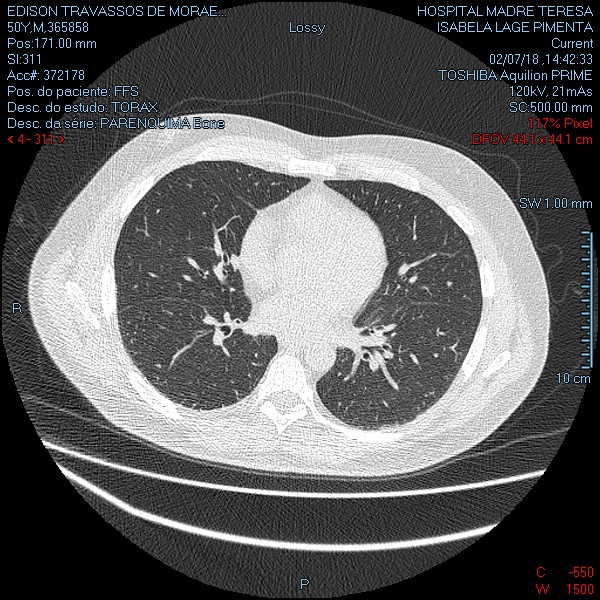 EDISON TRAVASSOS DE MORAE...
50Y,M,365858
Pos:171.00 mm
SI:311
Acc#: 372178
Pos. do paciente: FFS
Desc. do estudo: TORAX
Desc. da série: PARENQUIMA Bone
< 4 - 311 >
Lossy
HOSPITAL MADRE TERESA
ISABELA LAGE PIMENTA
Current
02/07/18 ,14:42:33
TOSHIBA Aquilion PRIME
120kV, 21mAs
SC:500.00 mm
117% Pixel
DFOV 44.1 x 44.1 cm
SW 1.00 mm
R
10 cm
P
C -550
W 1500